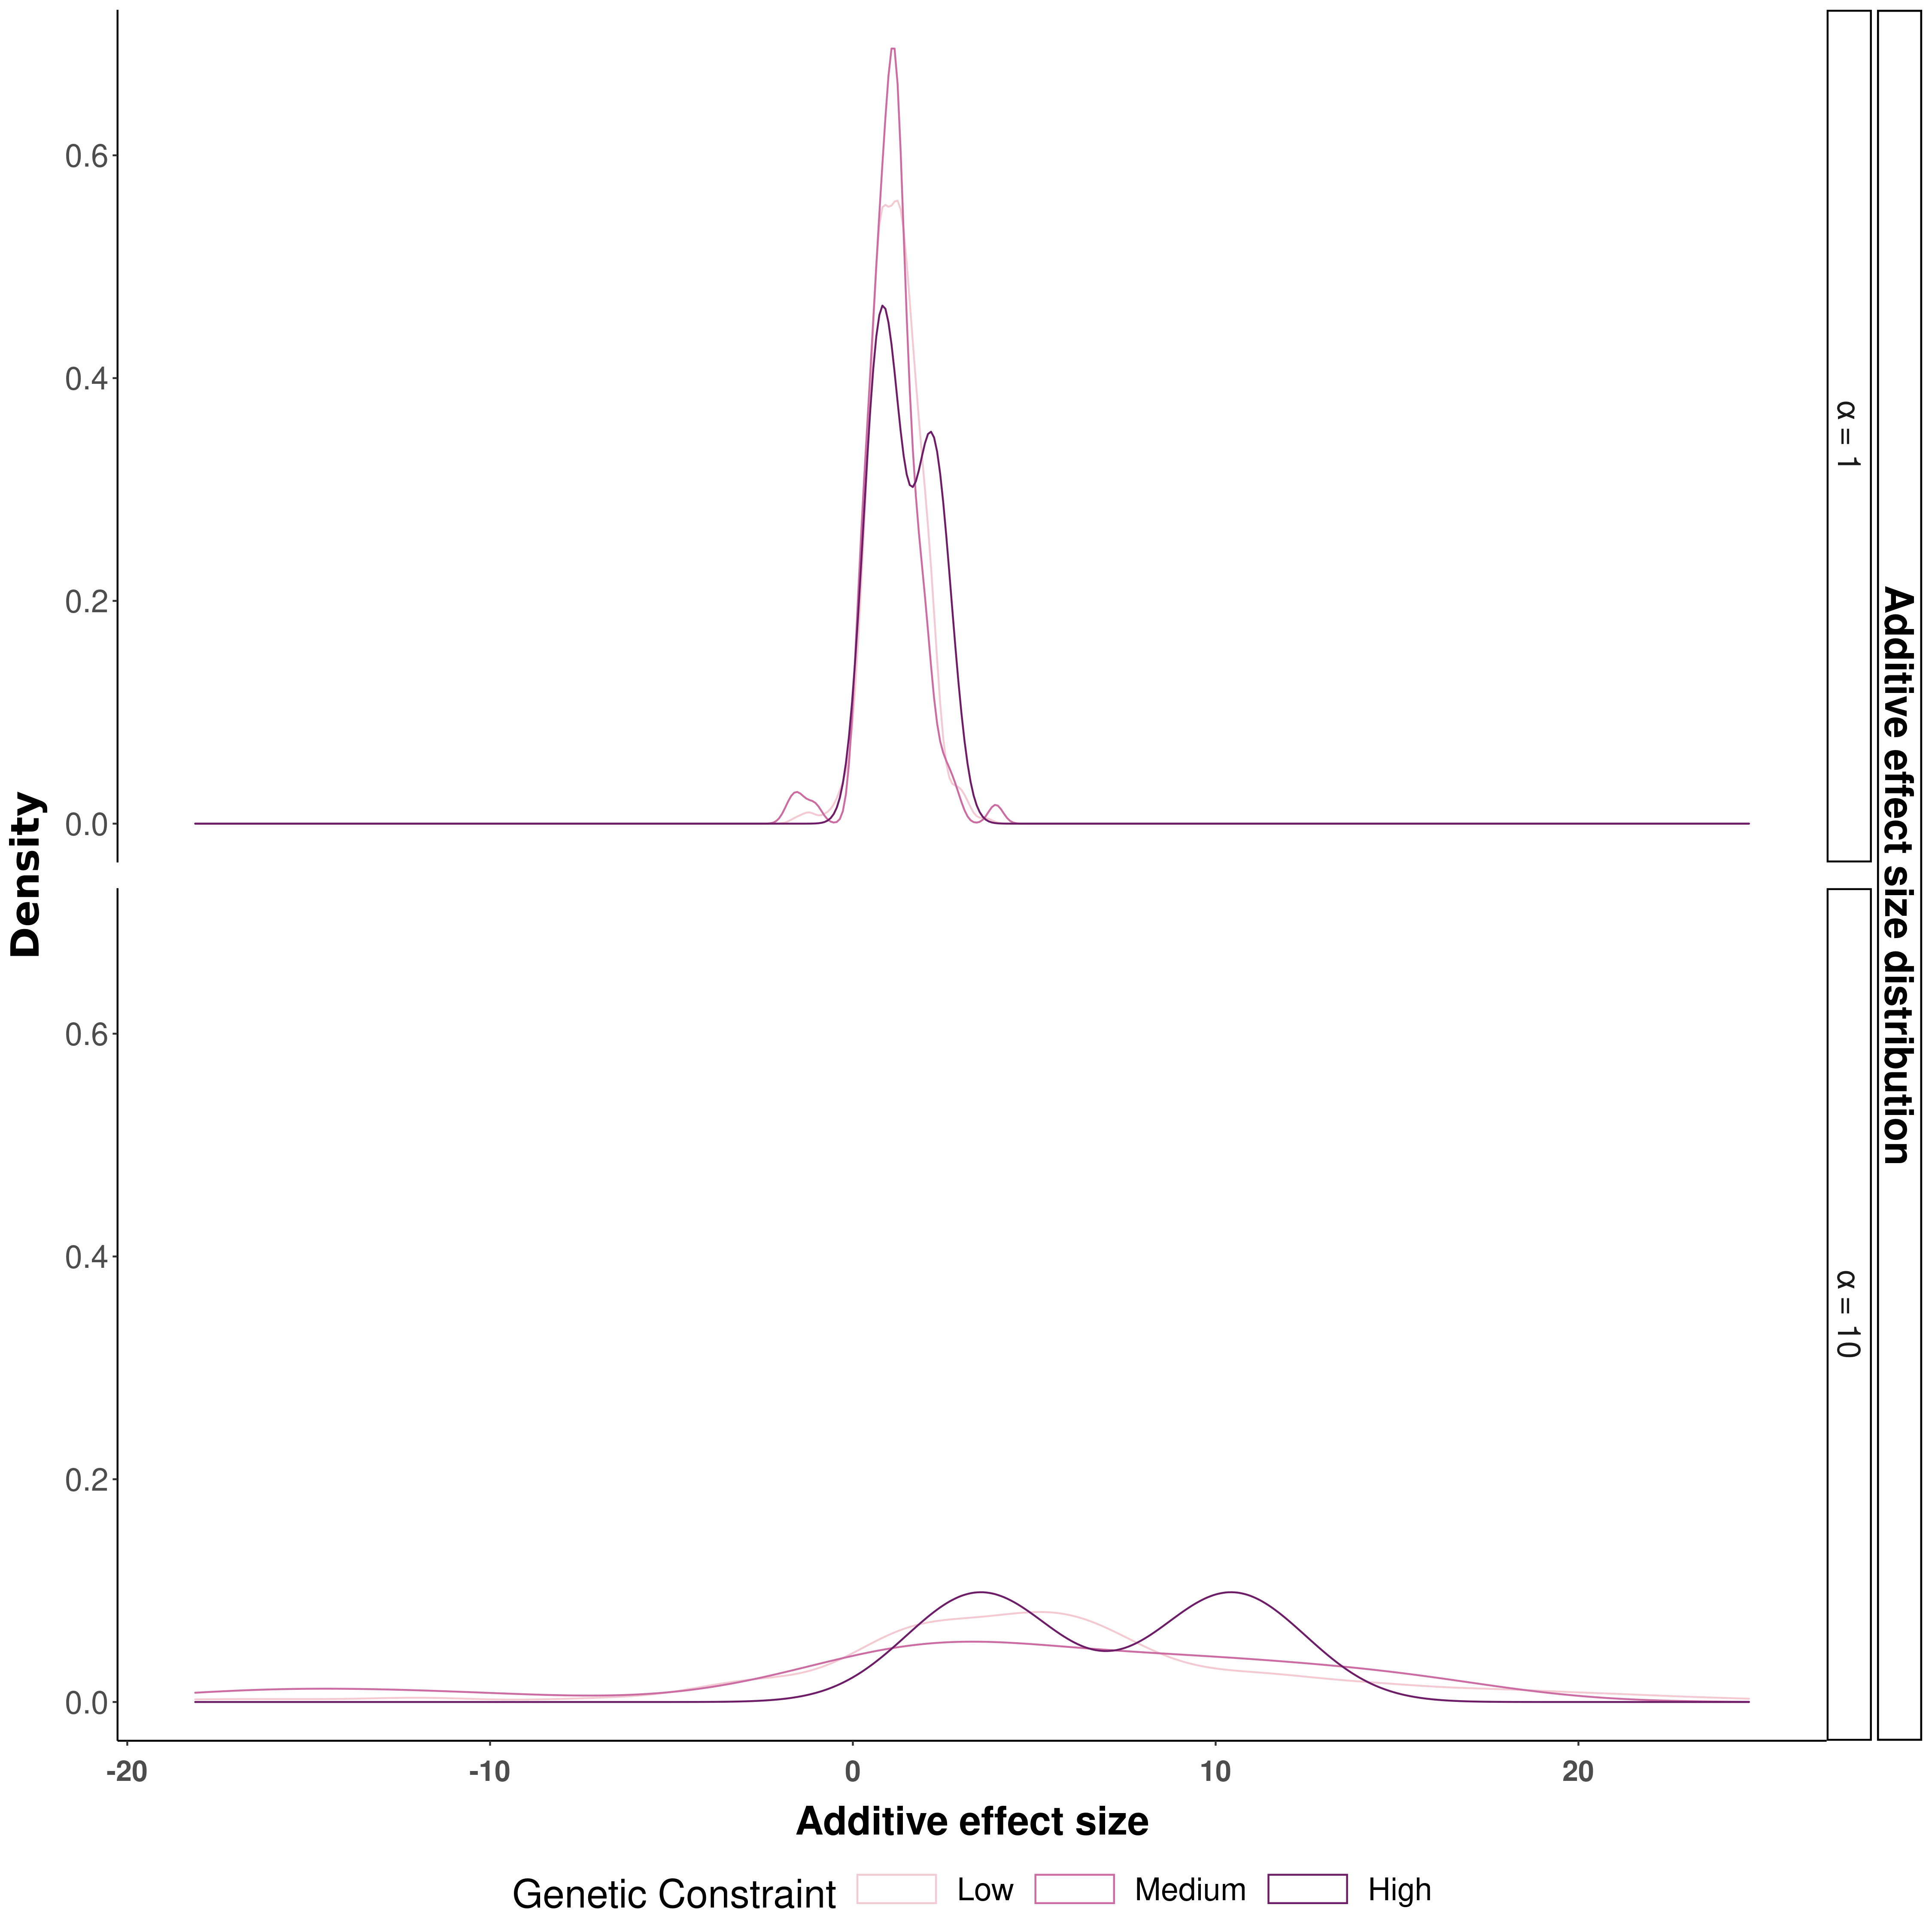 Density
0.6
0.4
0.2
0.0
α = 1
0.6
0.4
0.2
0.0
α = 10
Additive effect size distribution
-20
-10
0
10
20
Additive effect size
Genetic Constraint
Low
Medium
High